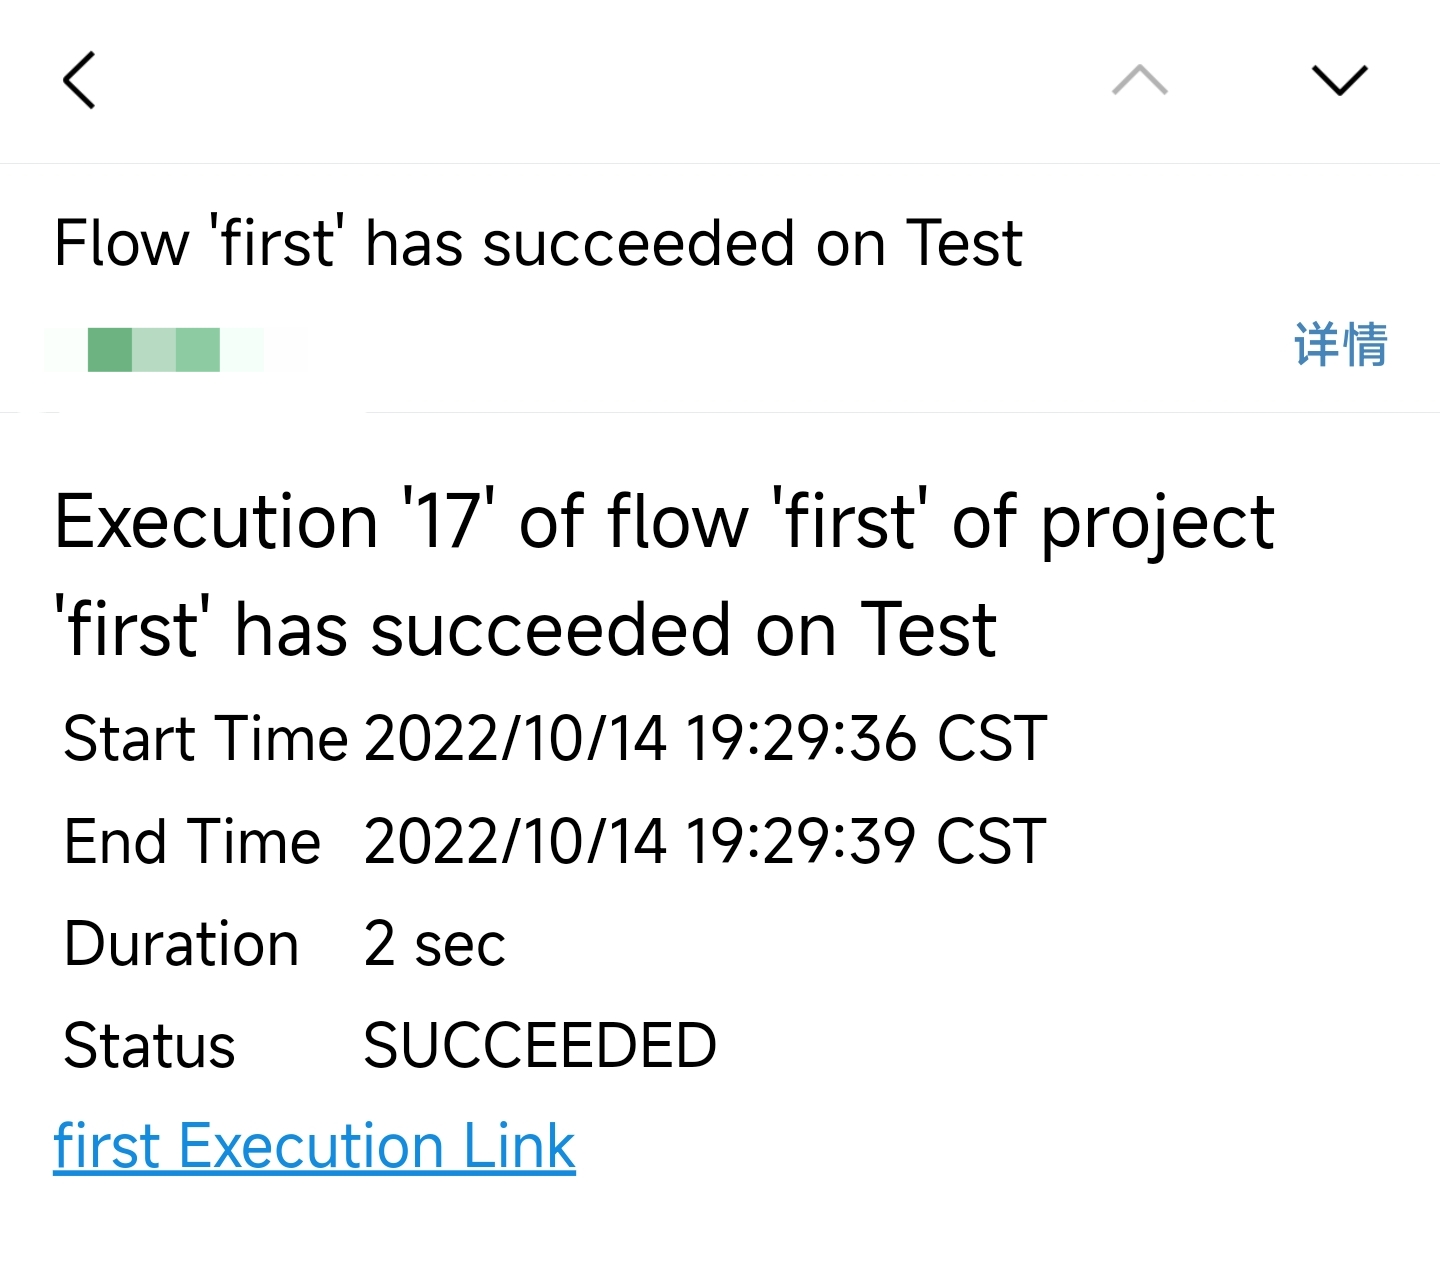 Flow 'first' has succeeded on Test
详情
Execution '17' of flow 'first' of project
'first' has succeeded on Test
Start Time 2022/10/14 19:29:36 CST
End Time 2022/10/14 19:29:39 CST
Duration 2 sec
Status SUCCEEDED
first Execution Link